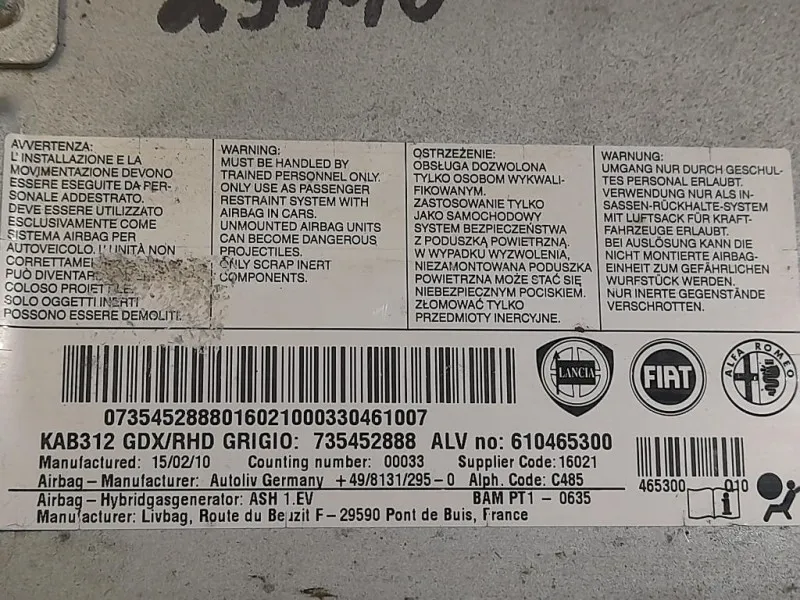 AVVERTENZA:
L' INSTALLAZIONE E LA
MOVIMENTAZIONE DEVONO
ESSERE ESEGUITE DA PER-
SONALE ADDESTRATO.
DEVE ESSERE UTILIZZATO
ESCLUSIVAMENTE COME
SISTEMA AIRBAG PER
AUTOVEICOLO. L'UNITÀ NON
CORRETTAMEN
PUÒ DIVENTAR
COLOSO PROIETTILE.
SOLO OGGETTI INERTI
POSSONO ESSERE DEMOLITI.
WARNING:
MUST BE HANDLED BY
TRAINED PERSONNEL ONLY.
ONLY USE AS PASSENGER
RESTRAINT SYSTEM WITH
AIRBAG IN CARS.
UNMOUNTED AIRBAG UNITS
CAN BECOME DANGEROUS
PROJECTILES.
ONLY SCRAP INERT
COMPONENTS.
OSTRZEŻENIE:
OBSŁUGA DOZWOLONA
TYLKO OSOBOM WYKWALI-
FIKOWANYM.
ZASTOSOWANIE TYLKO
JAKO SAMOCHODOWY
SYSTEM BEZPIECZEŃSTWA
Z PODUSZKĄ POWIETRZNĄ.
W WYPADKU WYZWOLENIA,
NIEZAMONTOWANA PODUSZKA
POWIETRZNA MOŻE STAĆ SIĘ
NIEBEZPIECZNYM POCISKIEM.
ZŁOMOWAĆ TYLKO
PRZEDMIOTY INERCYJNE.
WARNUNG:
UMGANG NUR DURCH GESCHUL-
TES PERSONAL ERLAUBT.
VERWENDUNG NUR ALS IN-
SASSEN-RÜCKHALTE-SYSTEM
MIT LUFTSACK FÜR KRAFT-
FAHRZEUGE ERLAUBT.
BEI AUSLÖSUNG KANN DIE
NICHT MONTIERTE AIRBAG-
EINHEIT ZUM GEFÄHRLICHEN
WURFSTÜCK WERDEN.
NUR INERTE GEGENSTÄNDE
VERSCHROTTEN.
LANCIA
FIAT
ALFA ROMEO
07354528880160210003304​61007
KAB312 GDX/RHD GRIGIO: 735452888 ALV no: 610465300
Manufactured: 15/02/10 Counting number: 00033 Supplier Code: 16021
Airbag - Manufacturer: Autoliv Germany +49/8131/295-0 Alph. Code: C485
Airbag - Hybridgasgenerator: ASH 1.EV BAM PT1 - 0635
Manufacturer: Livbag, Route du Beuzit F - 29590 Pont de Buis, France
465300 010
i